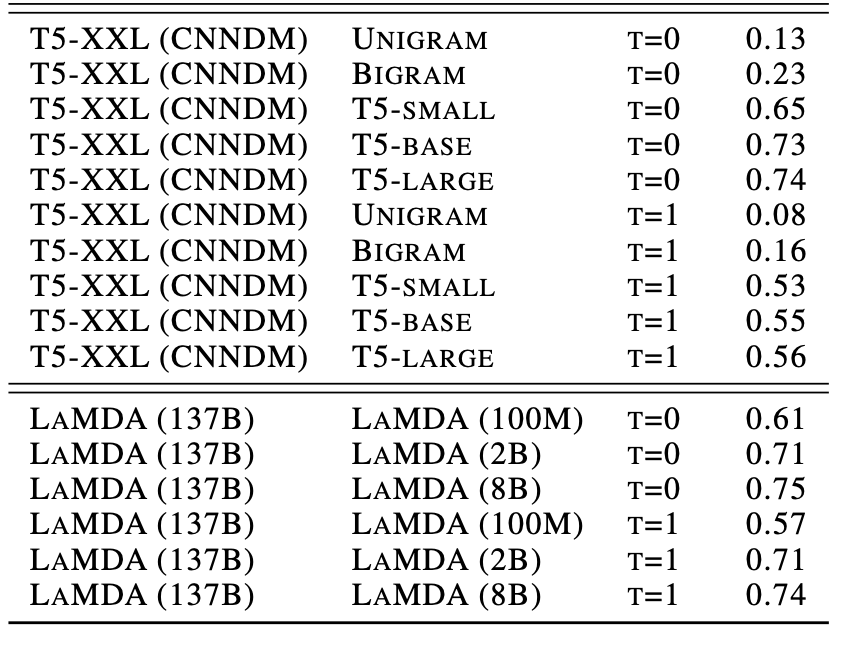 T5-XXL (CNNDM) UNIGRAM T=0 0.13
T5-XXL (CNNDM) BIGRAM T=0 0.23
T5-XXL (CNNDM) T5-SMALL T=0 0.65
T5-XXL (CNNDM) T5-BASE T=0 0.73
T5-XXL (CNNDM) T5-LARGE T=0 0.74
T5-XXL (CNNDM) UNIGRAM T=1 0.08
T5-XXL (CNNDM) BIGRAM T=1 0.16
T5-XXL (CNNDM) T5-SMALL T=1 0.53
T5-XXL (CNNDM) T5-BASE T=1 0.55
T5-XXL (CNNDM) T5-LARGE T=1 0.56
LAMDA (137B) LAMDA (100M) T=0 0.61
LAMDA (137B) LAMDA (2B) T=0 0.71
LAMDA (137B) LAMDA (8B) T=0 0.75
LAMDA (137B) LAMDA (100M) T=1 0.57
LAMDA (137B) LAMDA (2B) T=1 0.71
LAMDA (137B) LAMDA (8B) T=1 0.74